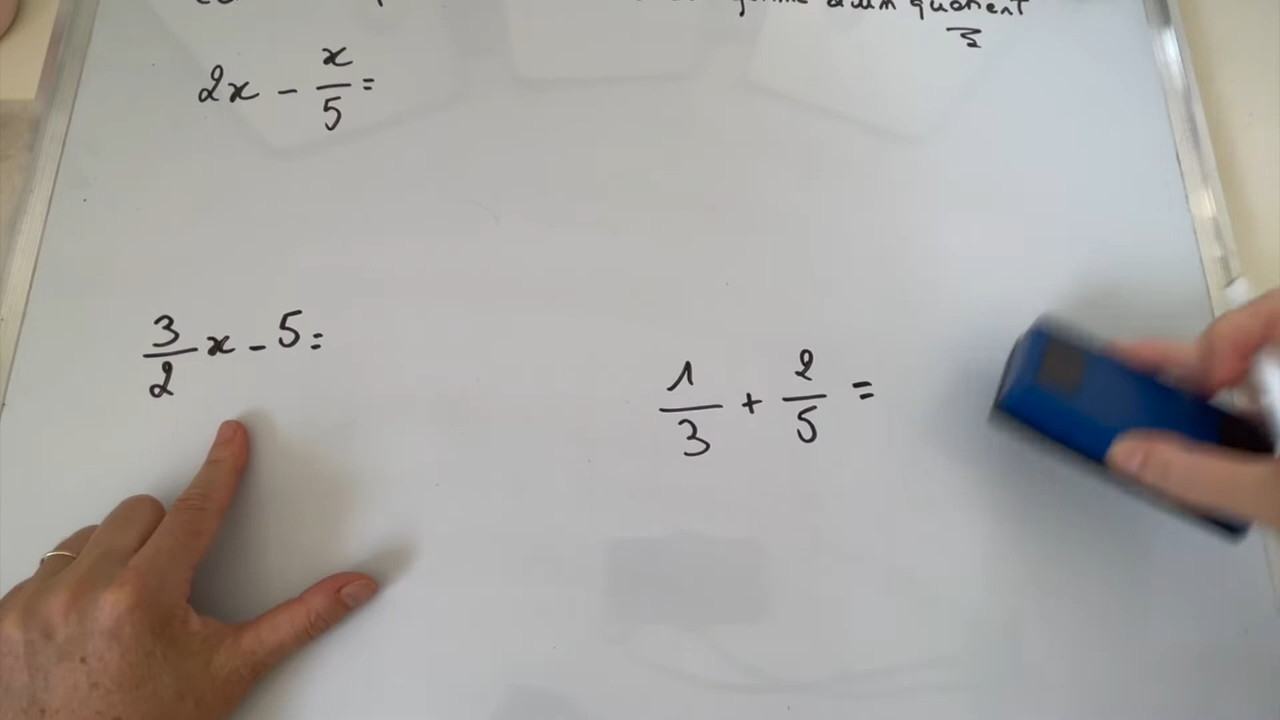 quotient
2x - x/5 =
3/2 x - 5 =
1/3 + 2/5 =